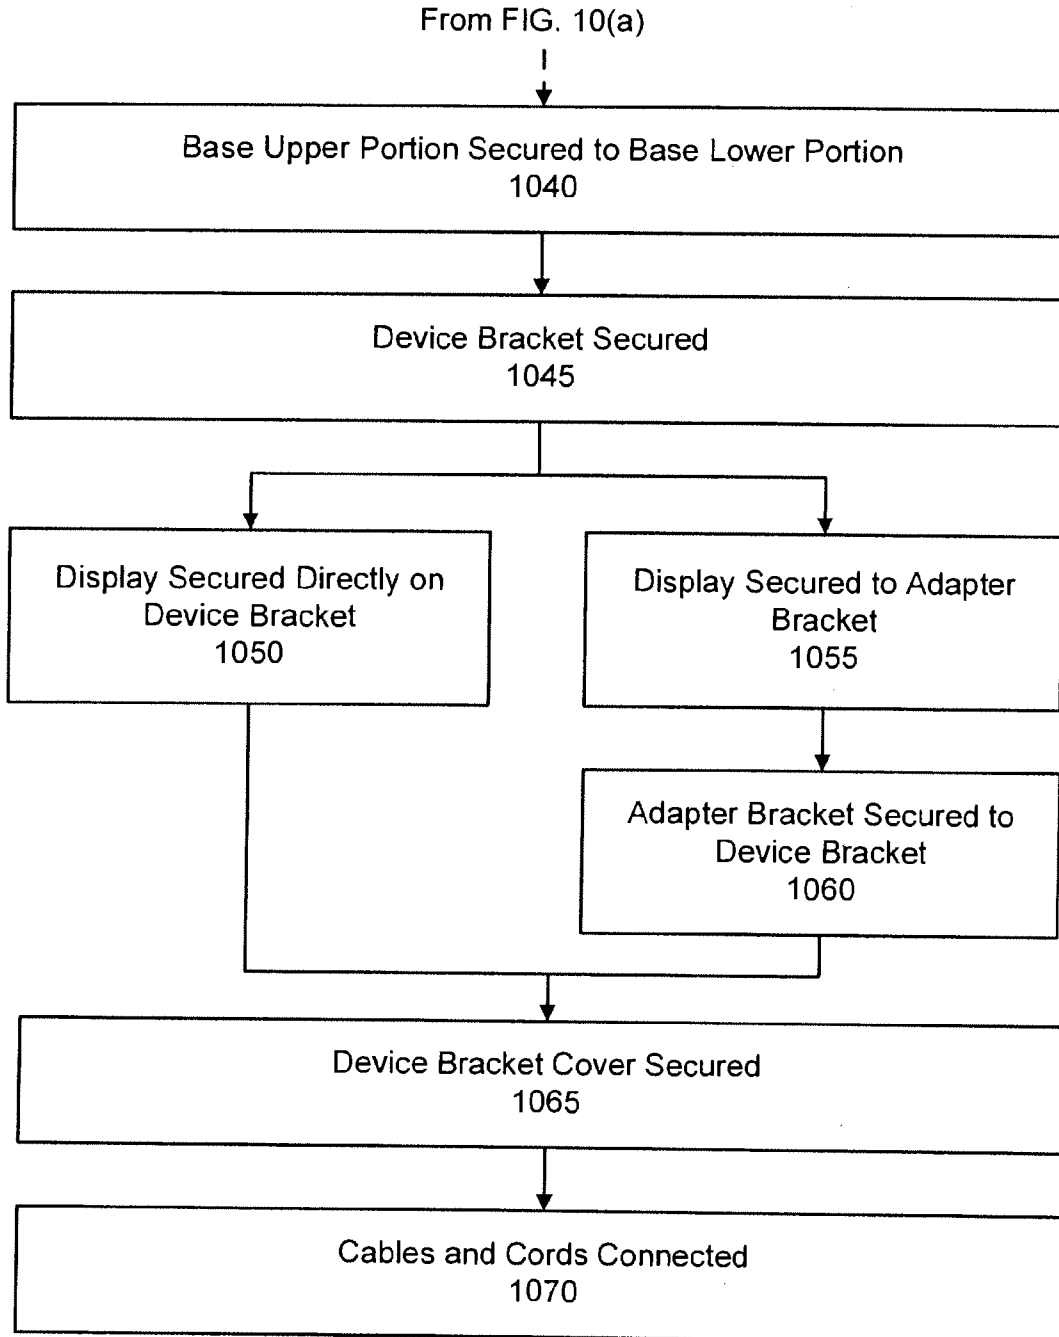 From FIG. 10(a)
Base Upper Portion Secured to Base Lower Portion
1040
Device Bracket Secured
1045
Display Secured Directly on
Device Bracket
1050
Display Secured to Adapter
Bracket
1055
Adapter Bracket Secured to
Device Bracket
1060
Device Bracket Cover Secured
1065
Cables and Cords Connected
1070